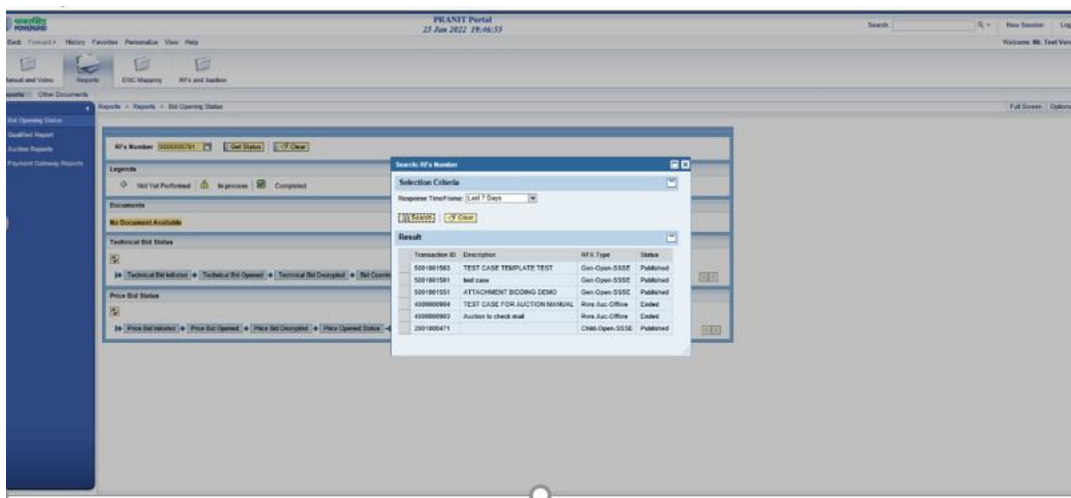 पावरग्रिड
POWERGRID
PRANIT Portal
25 Jun 2022 19:46:55
Search:
New Session
Back Forward History Favorites Personalize View Help
Welcome: Mr. Test
Manual and Video
Reports
DSC Mapping
RFx and Auction
Reports
Other Documents
Reports > Reports > Bid Opening Status
Full Screen
Bid Opening Status
Qualified Report
Auction Reports
Payment Gateway Reports
RFx Number
Get Status
Clear
Legends
Not Yet Performed
In process
Completed
Documents
No Document Available
Technical Bid Status
Technical Bid Initiated
Technical Bid Opened
Technical Bid Decrypted
Price Bid Status
Price Bid Initiated
Price Bid Opened
Price Bid Decrypted
Price Opened Status
Search: RFx Number
Selection Criteria
Response TimeFrame: Last 7 Days
Search
Clear
Result
Transaction ID Description RFX Type Status
5001001563 TEST CASE TEMPLATE TEST Gen-Open-SSSE Published
5001001561 test case Gen-Open-SSSE Published
5001001551 ATTACHMENT BIDDING DEMO Gen-Open-SSSE Published
4000000904 TEST CASE FOR AUCTION MANUAL Rvrs Auc-Offline Ended
4000000903 Auction to check mail Rvrs Auc-Offline Ended
2001000471 Child-Open-SSSE Published